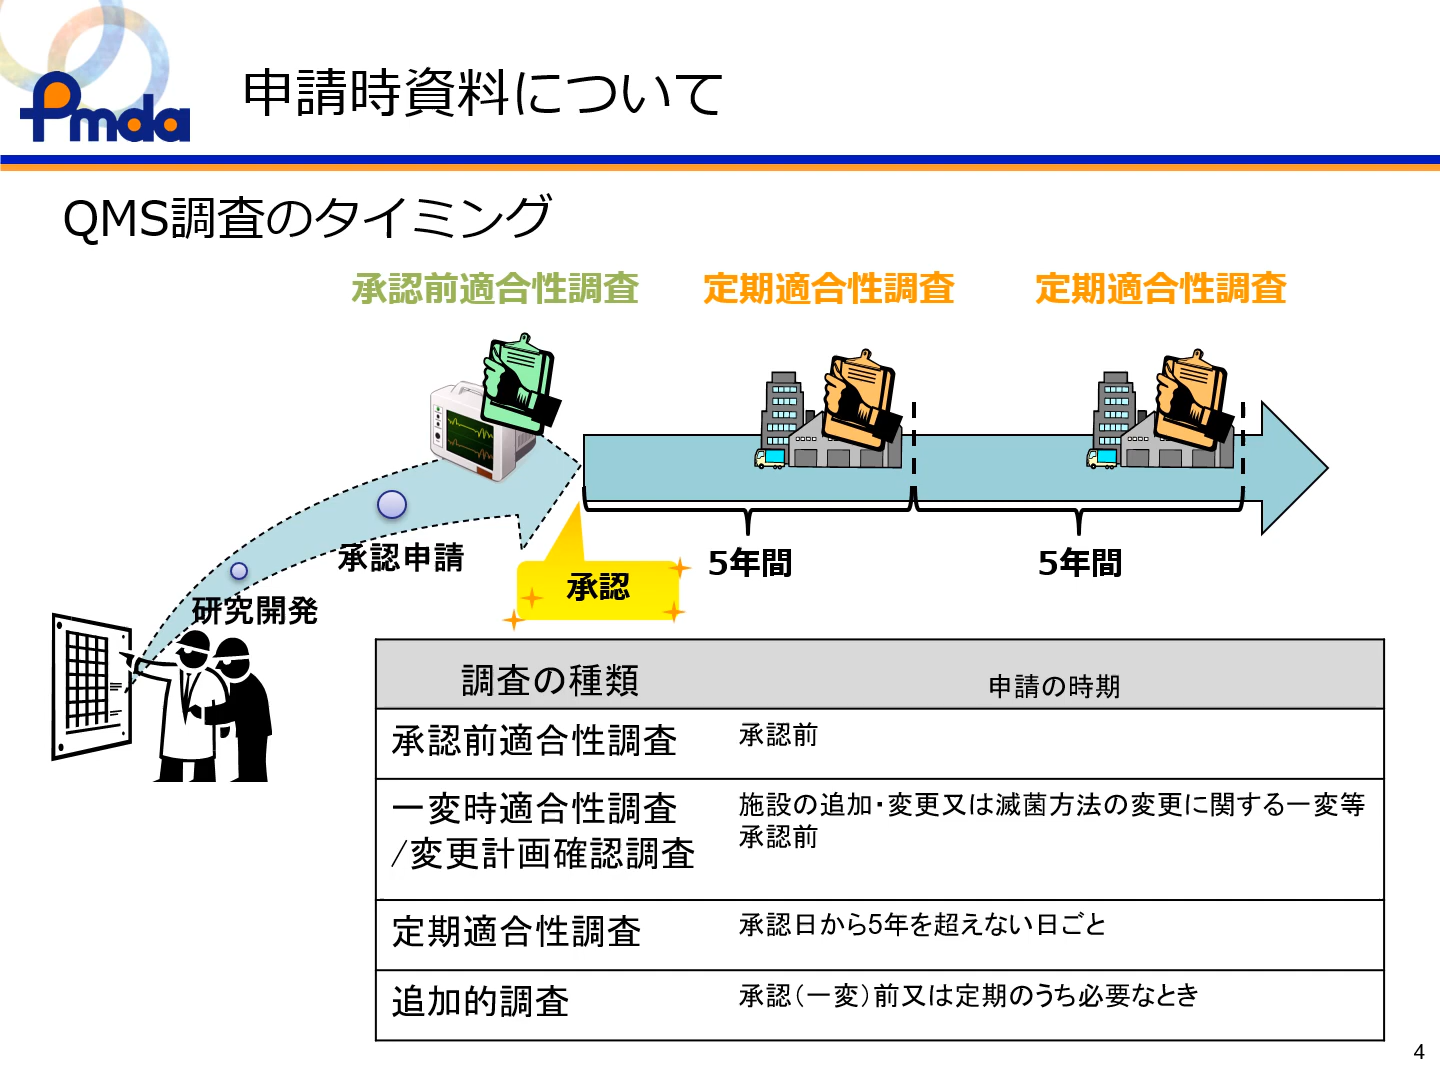 pmda
申請時資料について
QMS調査のタイミング
承認前適合性調査
定期適合性調査
定期適合性調査
承認申請
研究開発
承認
5年間
5年間
調査の種類
申請の時期
承認前適合性調査
承認前
一変時適合性調査
/変更計画確認調査
施設の追加・変更又は滅菌方法の変更に関する一変等
承認前
定期適合性調査
承認日から5年を超えない日ごと
追加的調査
承認（一変）前又は定期のうち必要なとき
4